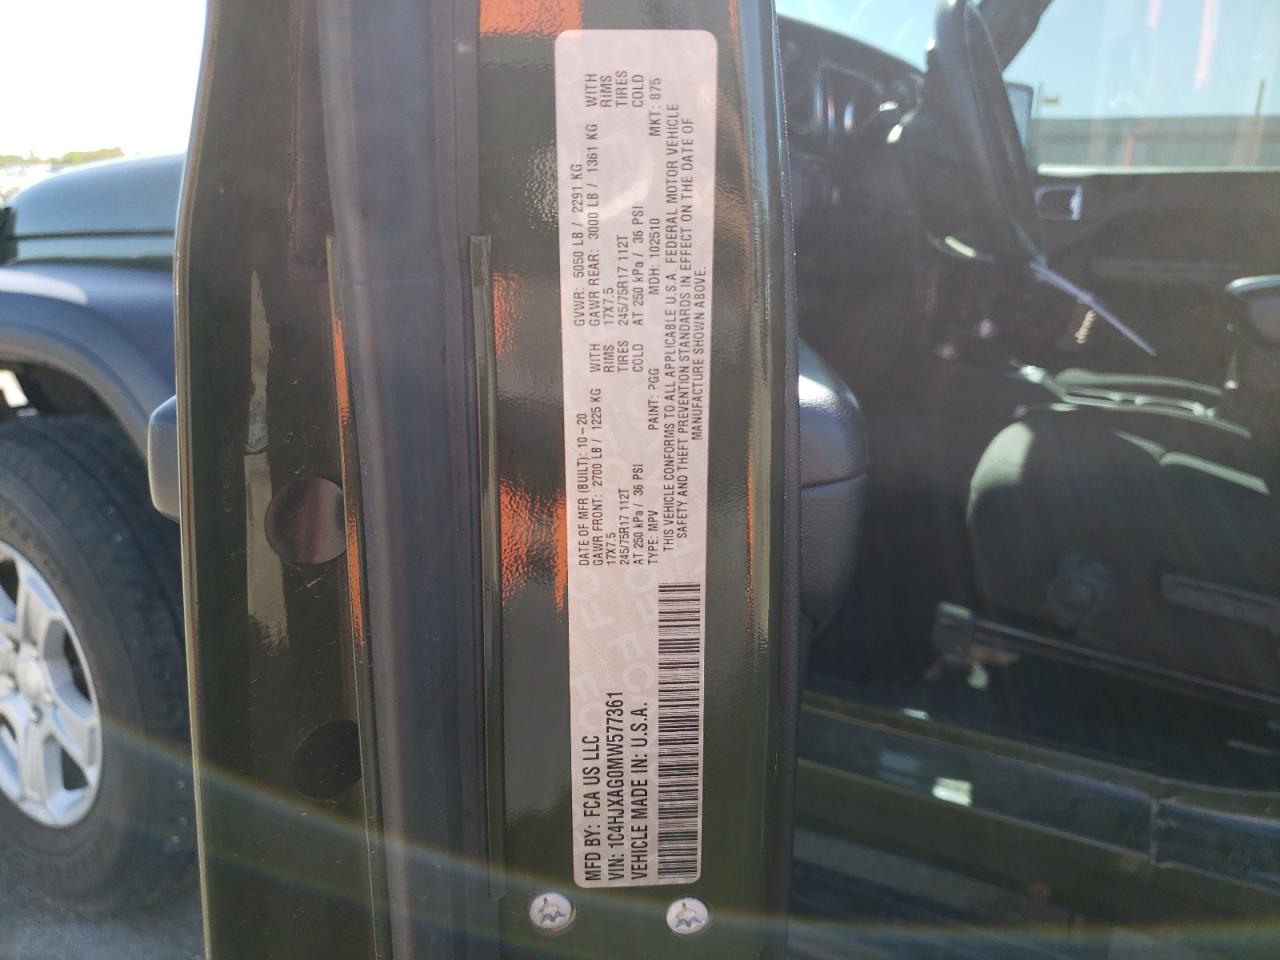 MFD BY: FCA US LLC
VIN: 1C4HJXAG0MW577361
VEHICLE MADE IN: U.S.A.
DATE OF MFR (BUILT): 10-20 GVWR: 5050 LB / 2291 KG
GAWR FRONT: 2700 LB / 1225 KG WITH GAWR REAR: 3000 LB / 1361 KG WITH
17X7.5 RIMS 17X7.5 RIMS
245/75R17 112T TIRES 245/75R17 112T TIRES
AT 250 kPa / 36 PSI COLD AT 250 kPa / 36 PSI COLD
TYPE: MPV PAINT: PGG MDH: 102510 MKT: 875
THIS VEHICLE CONFORMS TO ALL APPLICABLE U.S.A. FEDERAL MOTOR VEHICLE
SAFETY AND THEFT PREVENTION STANDARDS IN EFFECT ON THE DATE OF
MANUFACTURE SHOWN ABOVE.